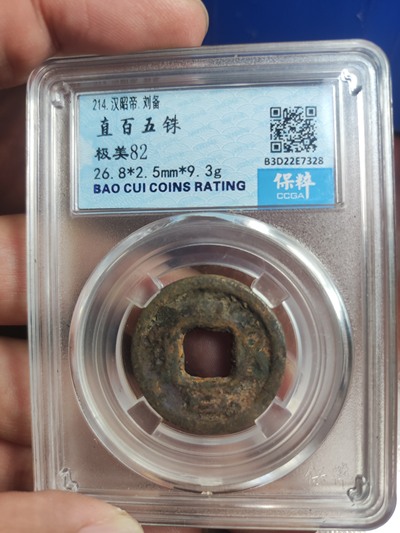 214.汉昭帝 刘备
直百五铢
极美82
26.8*2.5mm*9.3g
BAO CUI COINS RATING
B3D22E7328
保粹
CCGA